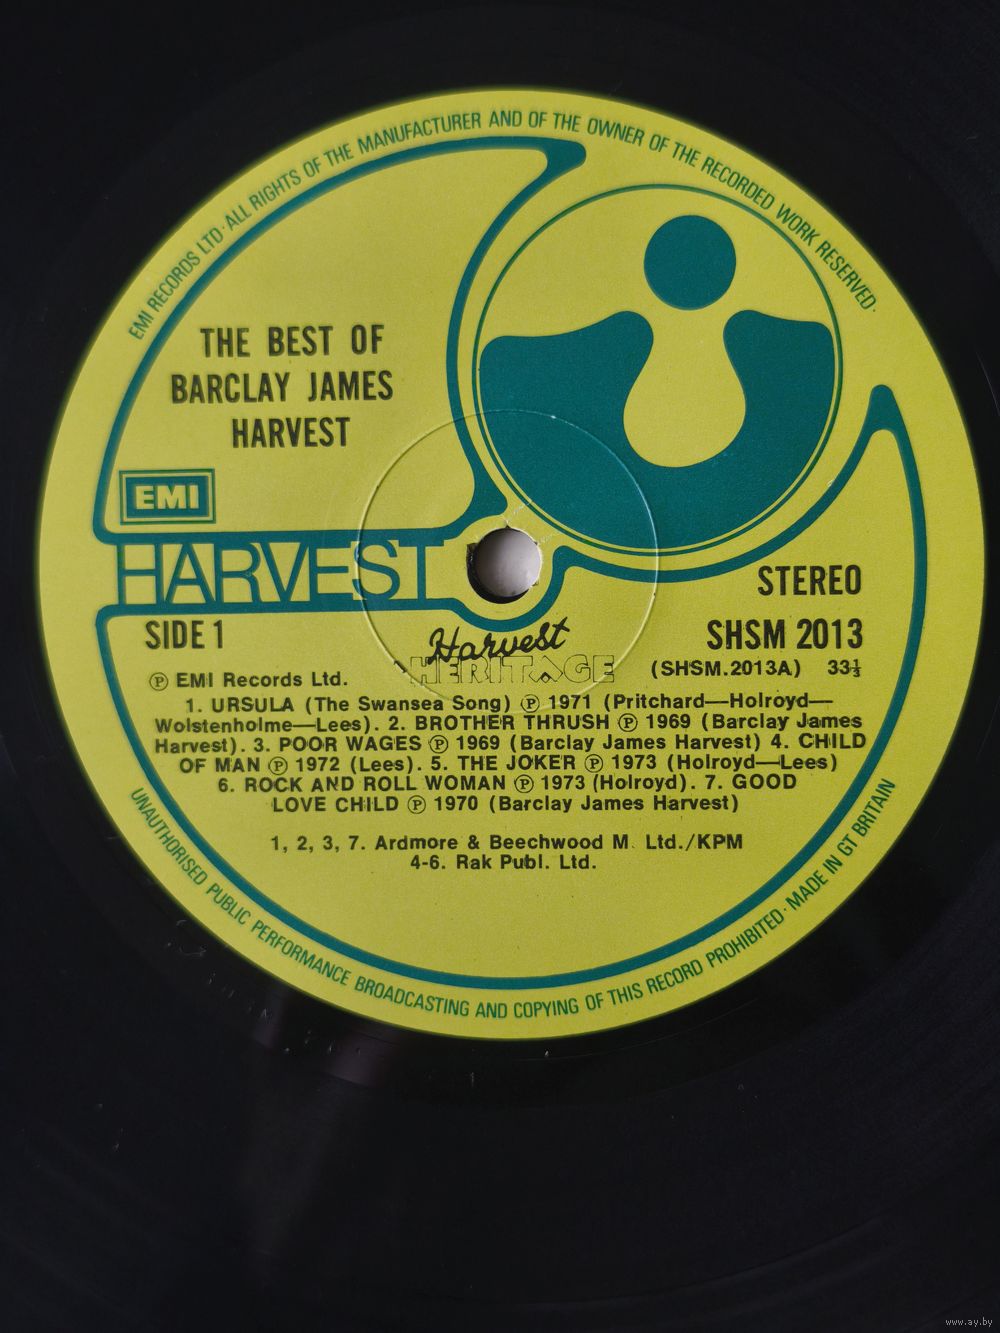 EMI RECORDS LTD · ALL RIGHTS OF THE MANUFACTURER AND OF THE OWNER OF THE RECORDED WORK RESERVED ·
THE BEST OF
BARCLAY JAMES
HARVEST
EMI
HARVEST
STEREO
SIDE 1
SHSM 2013
Harvest
HERITAGE
(SHSM.2013A) 33⅓
Ⓟ EMI Records Ltd.
1. URSULA (The Swansea Song) Ⓟ 1971 (Pritchard—Holroyd—
Wolstenholme—Lees). 2. BROTHER THRUSH Ⓟ 1969 (Barclay James
Harvest). 3. POOR WAGES Ⓟ 1969 (Barclay James Harvest) 4. CHILD
OF MAN Ⓟ 1972 (Lees). 5. THE JOKER Ⓟ 1973 (Holroyd—Lees)
6. ROCK AND ROLL WOMAN Ⓟ 1973 (Holroyd). 7. GOOD
LOVE CHILD Ⓟ 1970 (Barclay James Harvest)
1, 2, 3, 7. Ardmore & Beechwood M. Ltd./KPM
4-6. Rak Publ. Ltd.
UNAUTHORISED PUBLIC PERFORMANCE BROADCASTING AND COPYING OF THIS RECORD PROHIBITED · MADE IN GT BRITAIN
www.ay.by